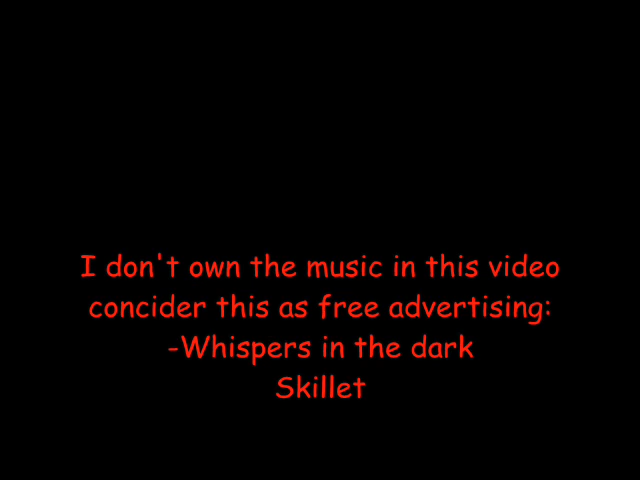 I don't own the music in this video
concider this as free advertising:
-Whispers in the dark
Skillet